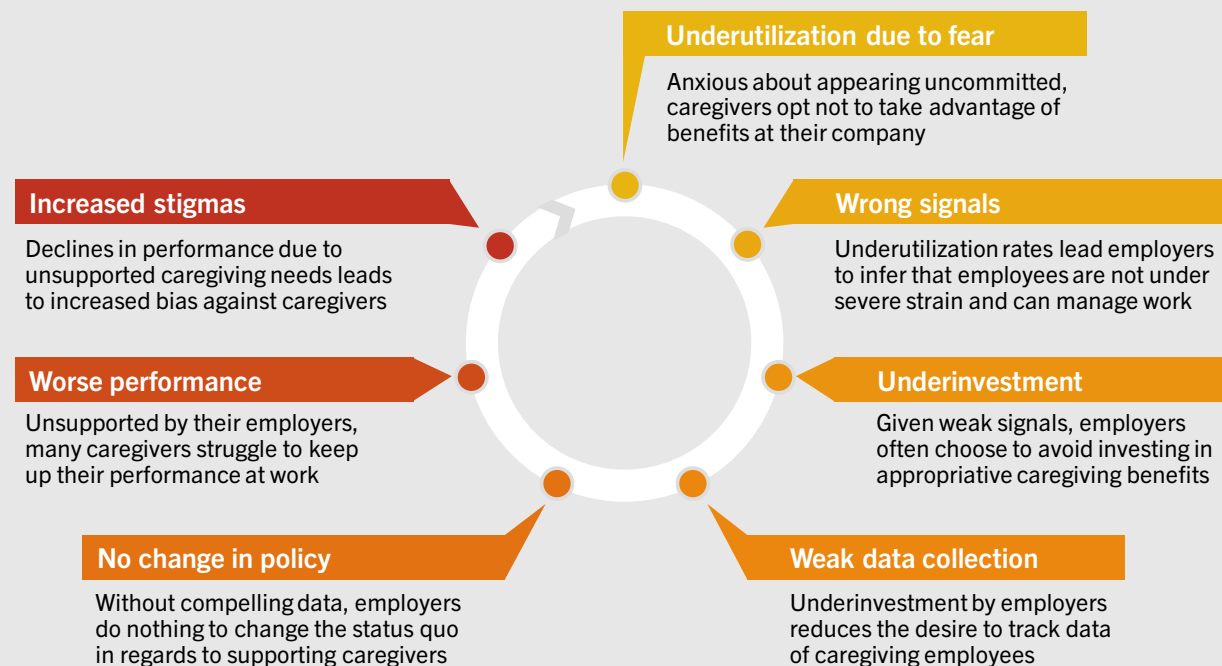 Underutilization due to fear
Anxious about appearing uncommitted,
caregivers opt not to take advantage of
benefits at their company
Wrong signals
Underutilization rates lead employers
to infer that employees are not under
severe strain and can manage work
Underinvestment
Given weak signals, employers
often choose to avoid investing in
appropriative caregiving benefits
Weak data collection
Underinvestment by employers
reduces the desire to track data
of caregiving employees
No change in policy
Without compelling data, employers
do nothing to change the status quo
in regards to supporting caregivers
Worse performance
Unsupported by their employers,
many caregivers struggle to keep
up their performance at work
Increased stigmas
Declines in performance due to
unsupported caregiving needs leads
to increased bias against caregivers